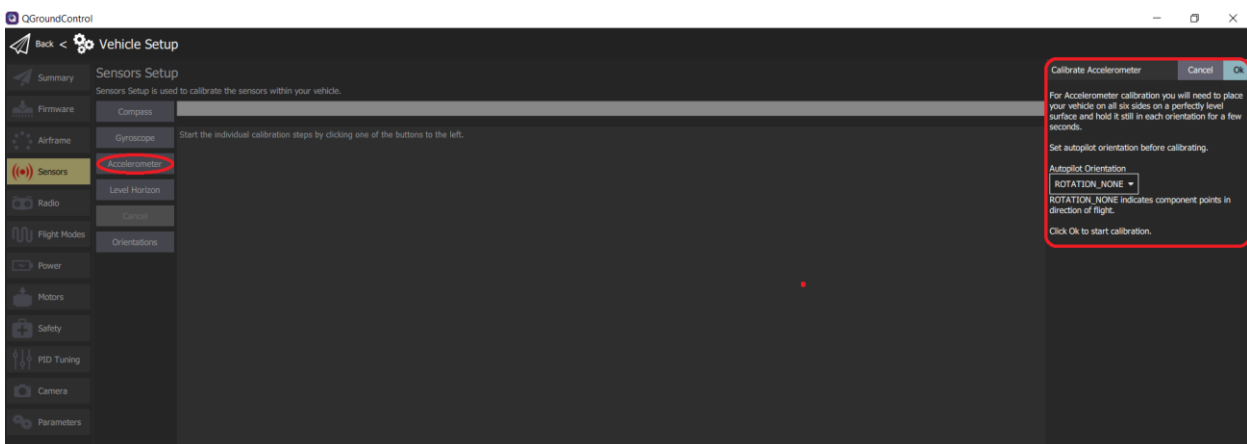 QGroundControl
Back < Vehicle Setup
Summary
Firmware
Airframe
Sensors
Radio
Flight Modes
Power
Motors
Safety
PID Tuning
Camera
Parameters
Sensors Setup
Sensors Setup is used to calibrate the sensors within your vehicle.
Compass
Gyroscope
Accelerometer
Level Horizon
Cancel
Orientations
Start the individual calibration steps by clicking one of the buttons to the left.
Calibrate Accelerometer Cancel Ok
For Accelerometer calibration you will need to place
your vehicle on all six sides on a perfectly level
surface and hold it still in each orientation for a few
seconds.
Set autopilot orientation before calibrating.
Autopilot Orientation
ROTATION_NONE
ROTATION_NONE indicates component points in
direction of flight.
Click Ok to start calibration.